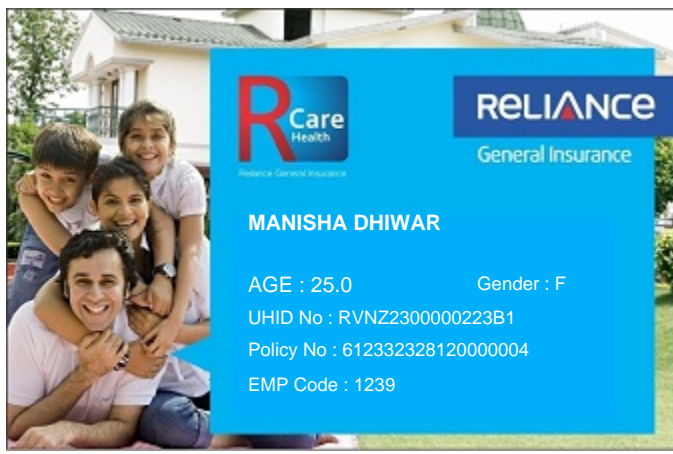 R Care
Health
Reliance General Insurance
RELIANCE
General Insurance
MANISHA DHIWAR
AGE : 25.0
Gender : F
UHID No : RVNZ2300000223B1
Policy No : 612332328120000004
EMP Code : 1239